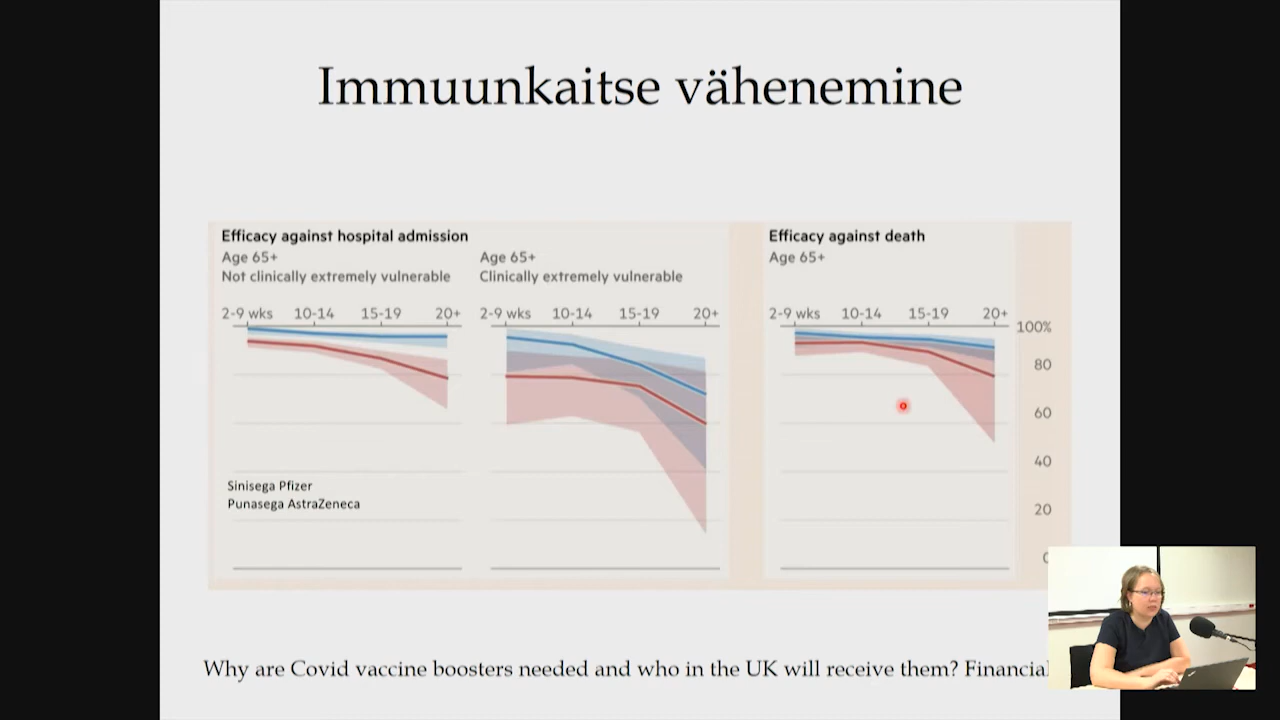 Immuunkaitse vähenemine
Efficacy against hospital admission
Age 65+
Not clinically extremely vulnerable
2-9 wks 10-14 15-19 20+
Age 65+
Clinically extremely vulnerable
2-9 wks 10-14 15-19 20+
Efficacy against death
Age 65+
2-9 wks 10-14 15-19 20+
100%
80
60
40
20
0
Sinisega Pfizer
Punasega AstraZeneca
Why are Covid vaccine boosters needed and who in the UK will receive them? Financial